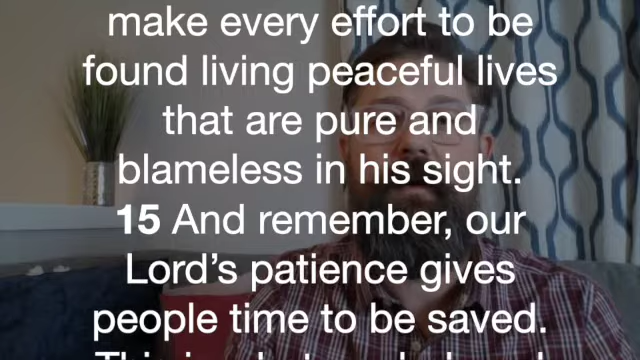 make every effort to be
found living peaceful lives
that are pure and
blameless in his sight.
15 And remember, our
Lord’s patience gives
people time to be saved.